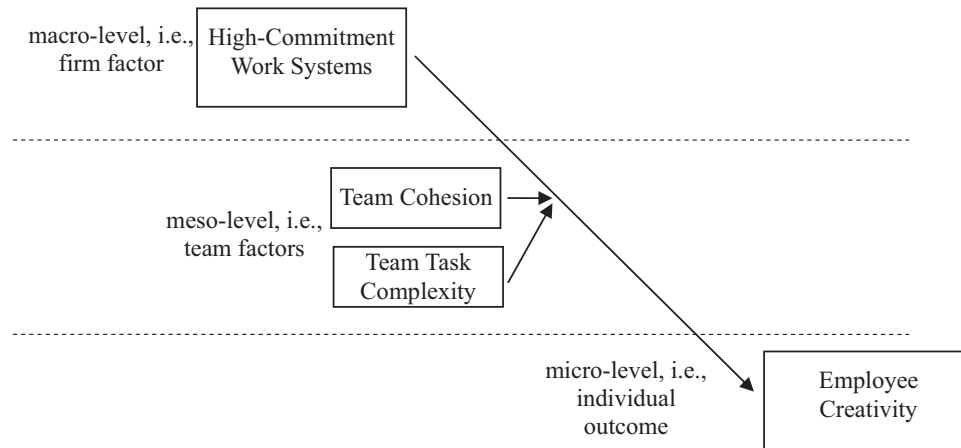 macro-level, i.e.,
firm factor
High-Commitment
Work Systems
Team Cohesion
meso-level, i.e.,
team factors
Team Task
Complexity
micro-level, i.e.,
individual
outcome
Employee
Creativity